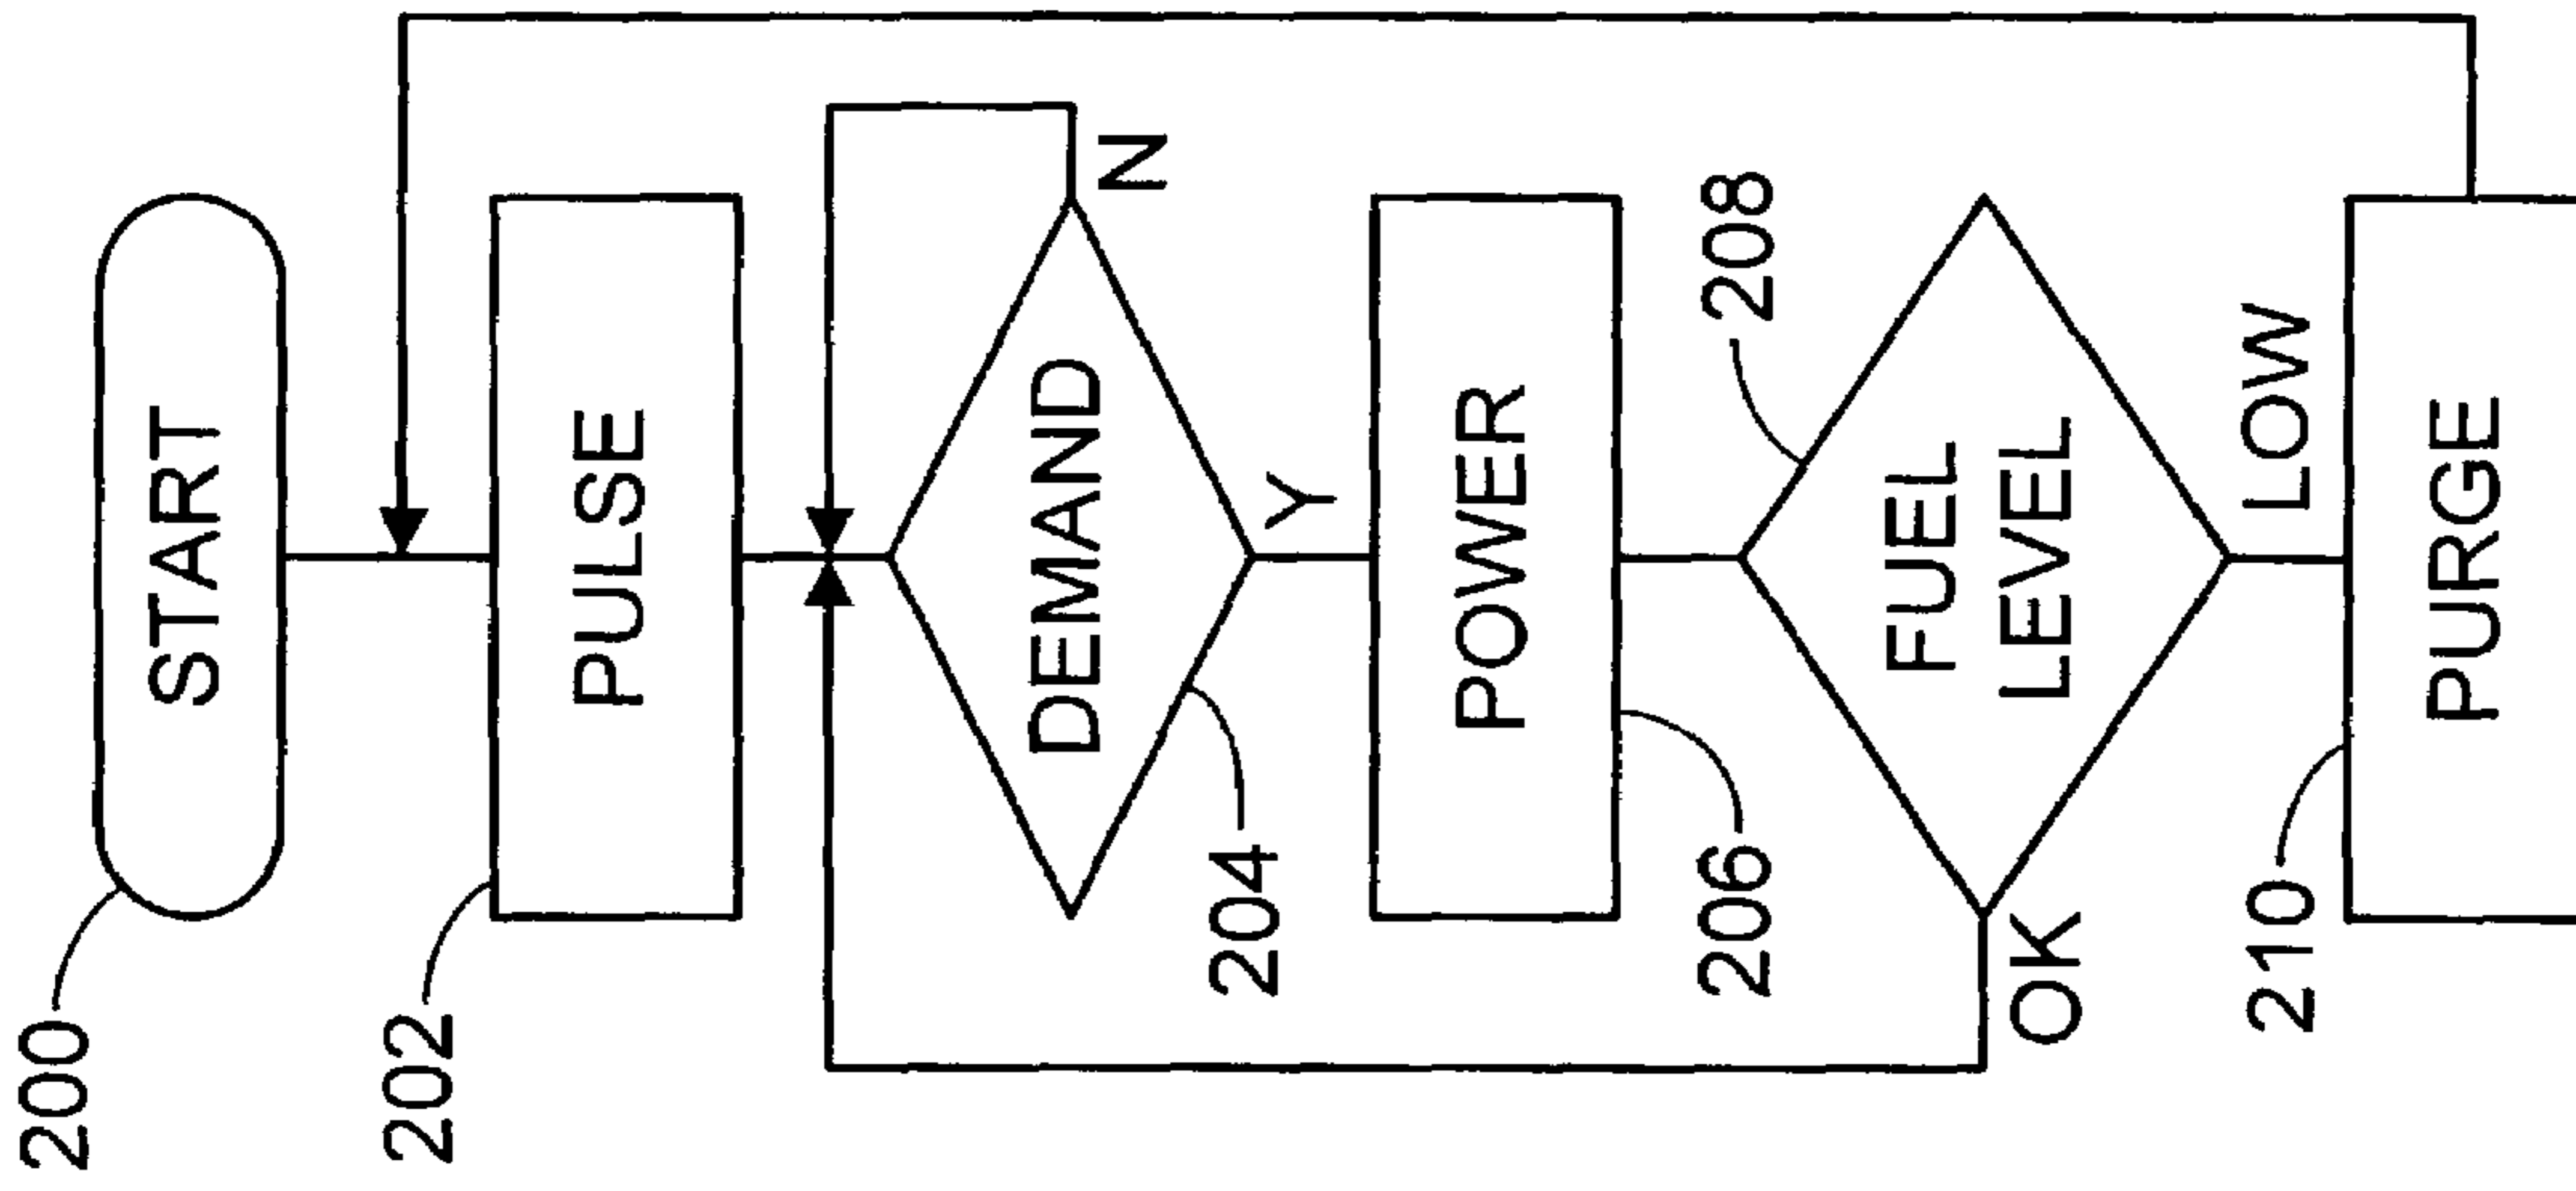 200
START
202
PULSE
DEMAND
N
204
Y
POWER
206
208
FUEL
LEVEL
OK
LOW
210
PURGE